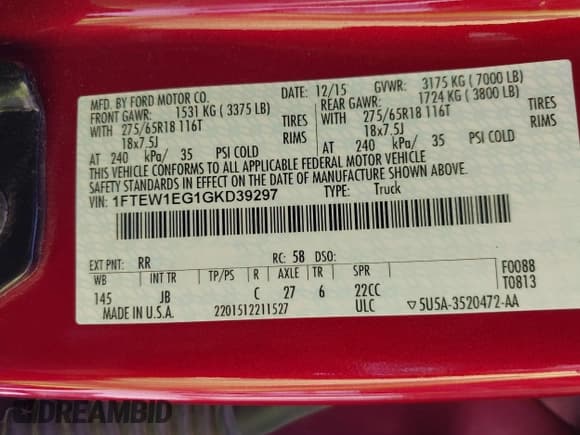 MFD. BY FORD MOTOR CO. DATE: 12/15 GVWR: 3175 KG ( 7000 LB)
FRONT GAWR: 1531 KG ( 3375 LB) REAR GAWR: 1724 KG ( 3800 LB)
WITH 275/65R18 116T TIRES WITH 275/65R18 116T TIRES
18x7.5J RIMS 18x7.5J RIMS
AT 240 kPa/ 35 PSI COLD AT 240 kPa/ 35 PSI COLD
THIS VEHICLE CONFORMS TO ALL APPLICABLE FEDERAL MOTOR VEHICLE
SAFETY STANDARDS IN EFFECT ON THE DATE OF MANUFACTURE SHOWN ABOVE.
VIN: 1FTEW1EG1GKD39297 TYPE: Truck
EXT PNT: RR RC: 58 DSO: F0088
WB INT TR TP/PS R AXLE TR SPR T0813
145 JB C 27 6 22CC
MADE IN U.S.A. 2201512211527 ULC ▽5U5A-3520472-AA
DREAMBID